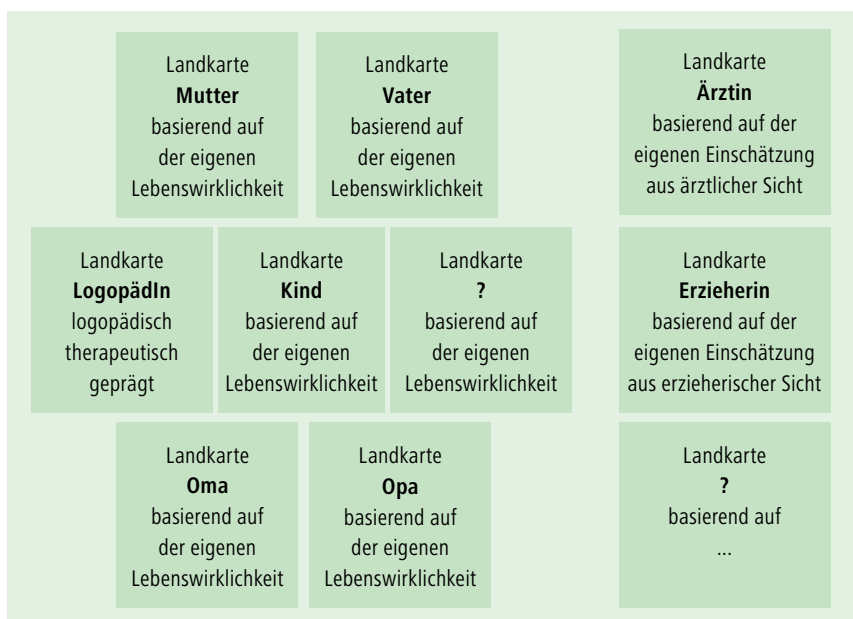 Landkarte
Mutter
basierend auf
der eigenen
Lebenswirklichkeit
Landkarte
Vater
basierend auf
der eigenen
Lebenswirklichkeit
Landkarte
Ärztin
basierend auf der
eigenen Einschätzung
aus ärztlicher Sicht
Landkarte
LogopädIn
logopädisch
therapeutisch
geprägt
Landkarte
Kind
basierend auf
der eigenen
Lebenswirklichkeit
Landkarte
?
basierend auf
der eigenen
Lebenswirklichkeit
Landkarte
Erzieherin
basierend auf der
eigenen Einschätzung
aus erzieherischer Sicht
Landkarte
Oma
basierend auf
der eigenen
Lebenswirklichkeit
Landkarte
Opa
basierend auf
der eigenen
Lebenswirklichkeit
Landkarte
?
basierend auf
...